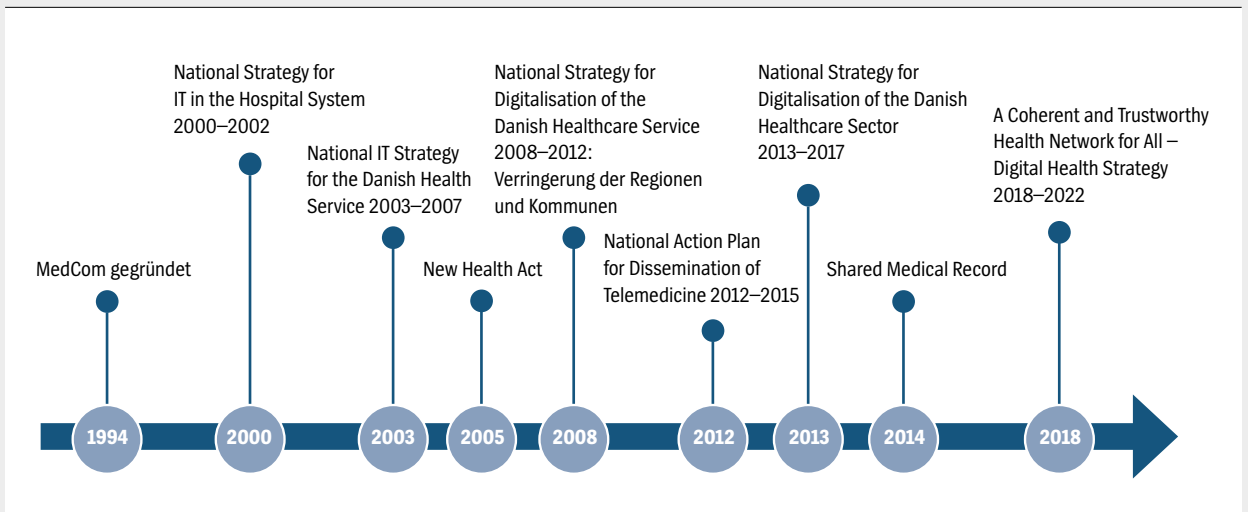 MedCom gegründet
National Strategy for
IT in the Hospital System
2000–2002
National IT Strategy
for the Danish Health
Service 2003–2007
New Health Act
National Strategy for
Digitalisation of the
Danish Healthcare Service
2008–2012:
Verringerung der Regionen
und Kommunen
National Action Plan
for Dissemination of
Telemedicine 2012–2015
National Strategy for
Digitalisation of the Danish
Healthcare Sector
2013–2017
Shared Medical Record
A Coherent and Trustworthy
Health Network for All –
Digital Health Strategy
2018–2022
1994
2000
2003
2005
2008
2012
2013
2014
2018